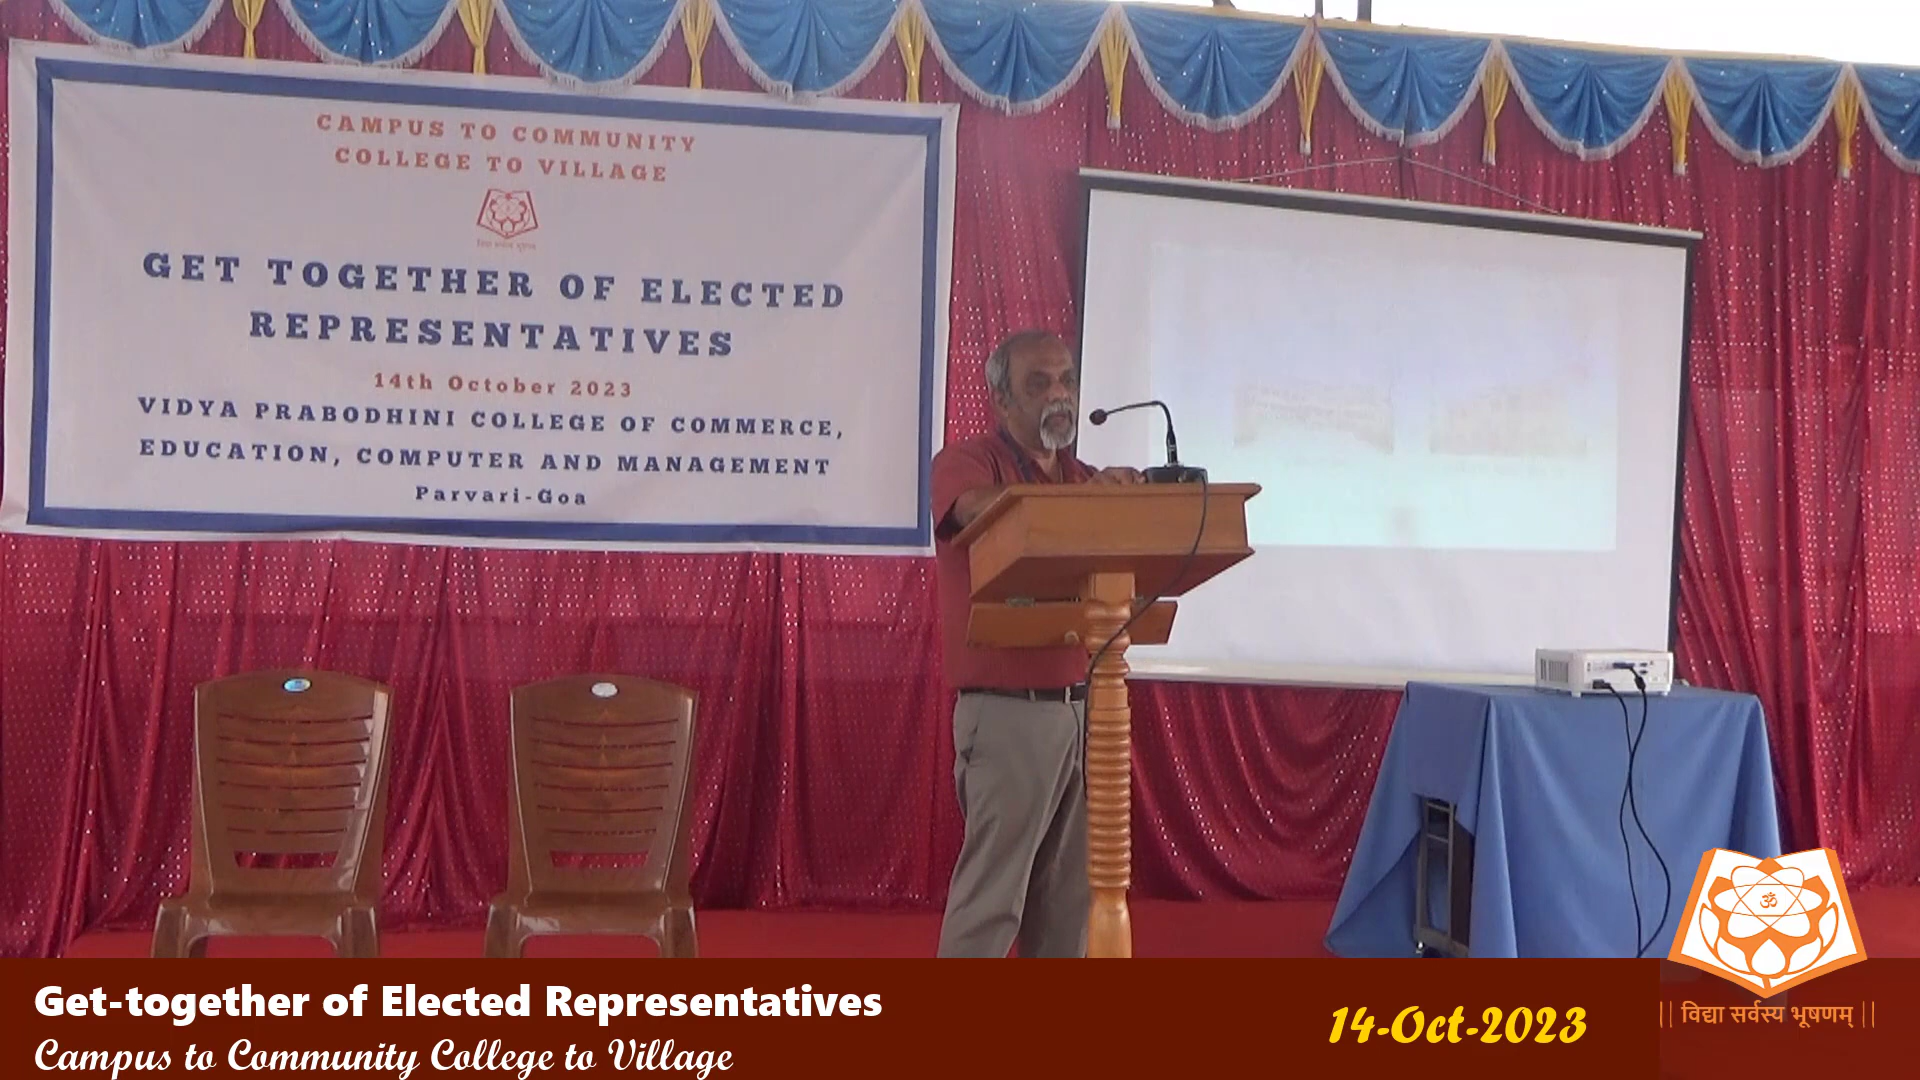 CAMPUS TO COMMUNITY
COLLEGE TO VILLAGE
GET TOGETHER OF ELECTED
REPRESENTATIVES
14th October 2023
VIDYA PRABODHINI COLLEGE OF COMMERCE,
EDUCATION, COMPUTER AND MANAGEMENT
Parvari-Goa
Get-together of Elected Representatives
Campus to Community College to Village
14-Oct-2023
ॐ
|| विद्या सर्वस्य भूषणम् ||